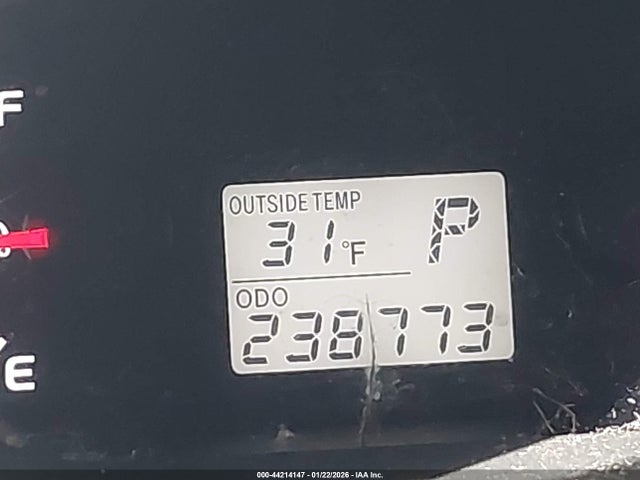 F
OUTSIDE TEMP
31°F
P
ODO
238773
E
000-44214147 - 01/22/2026 - IAA Inc.